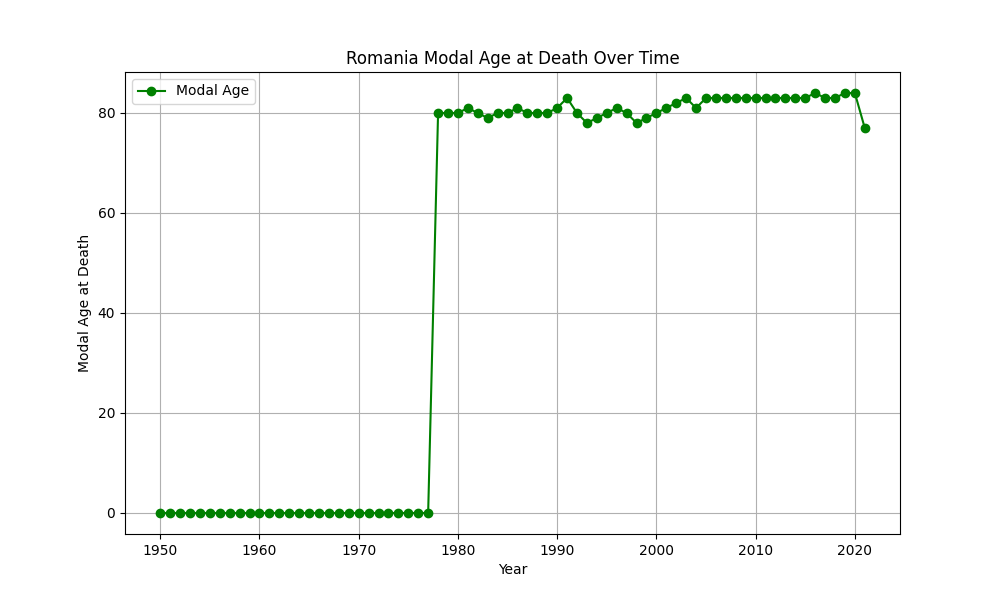 Romania Modal Age at Death Over Time
Modal Age
80
60
40
20
0
Modal Age at Death
1950 1960 1970 1980 1990 2000 2010 2020
Year